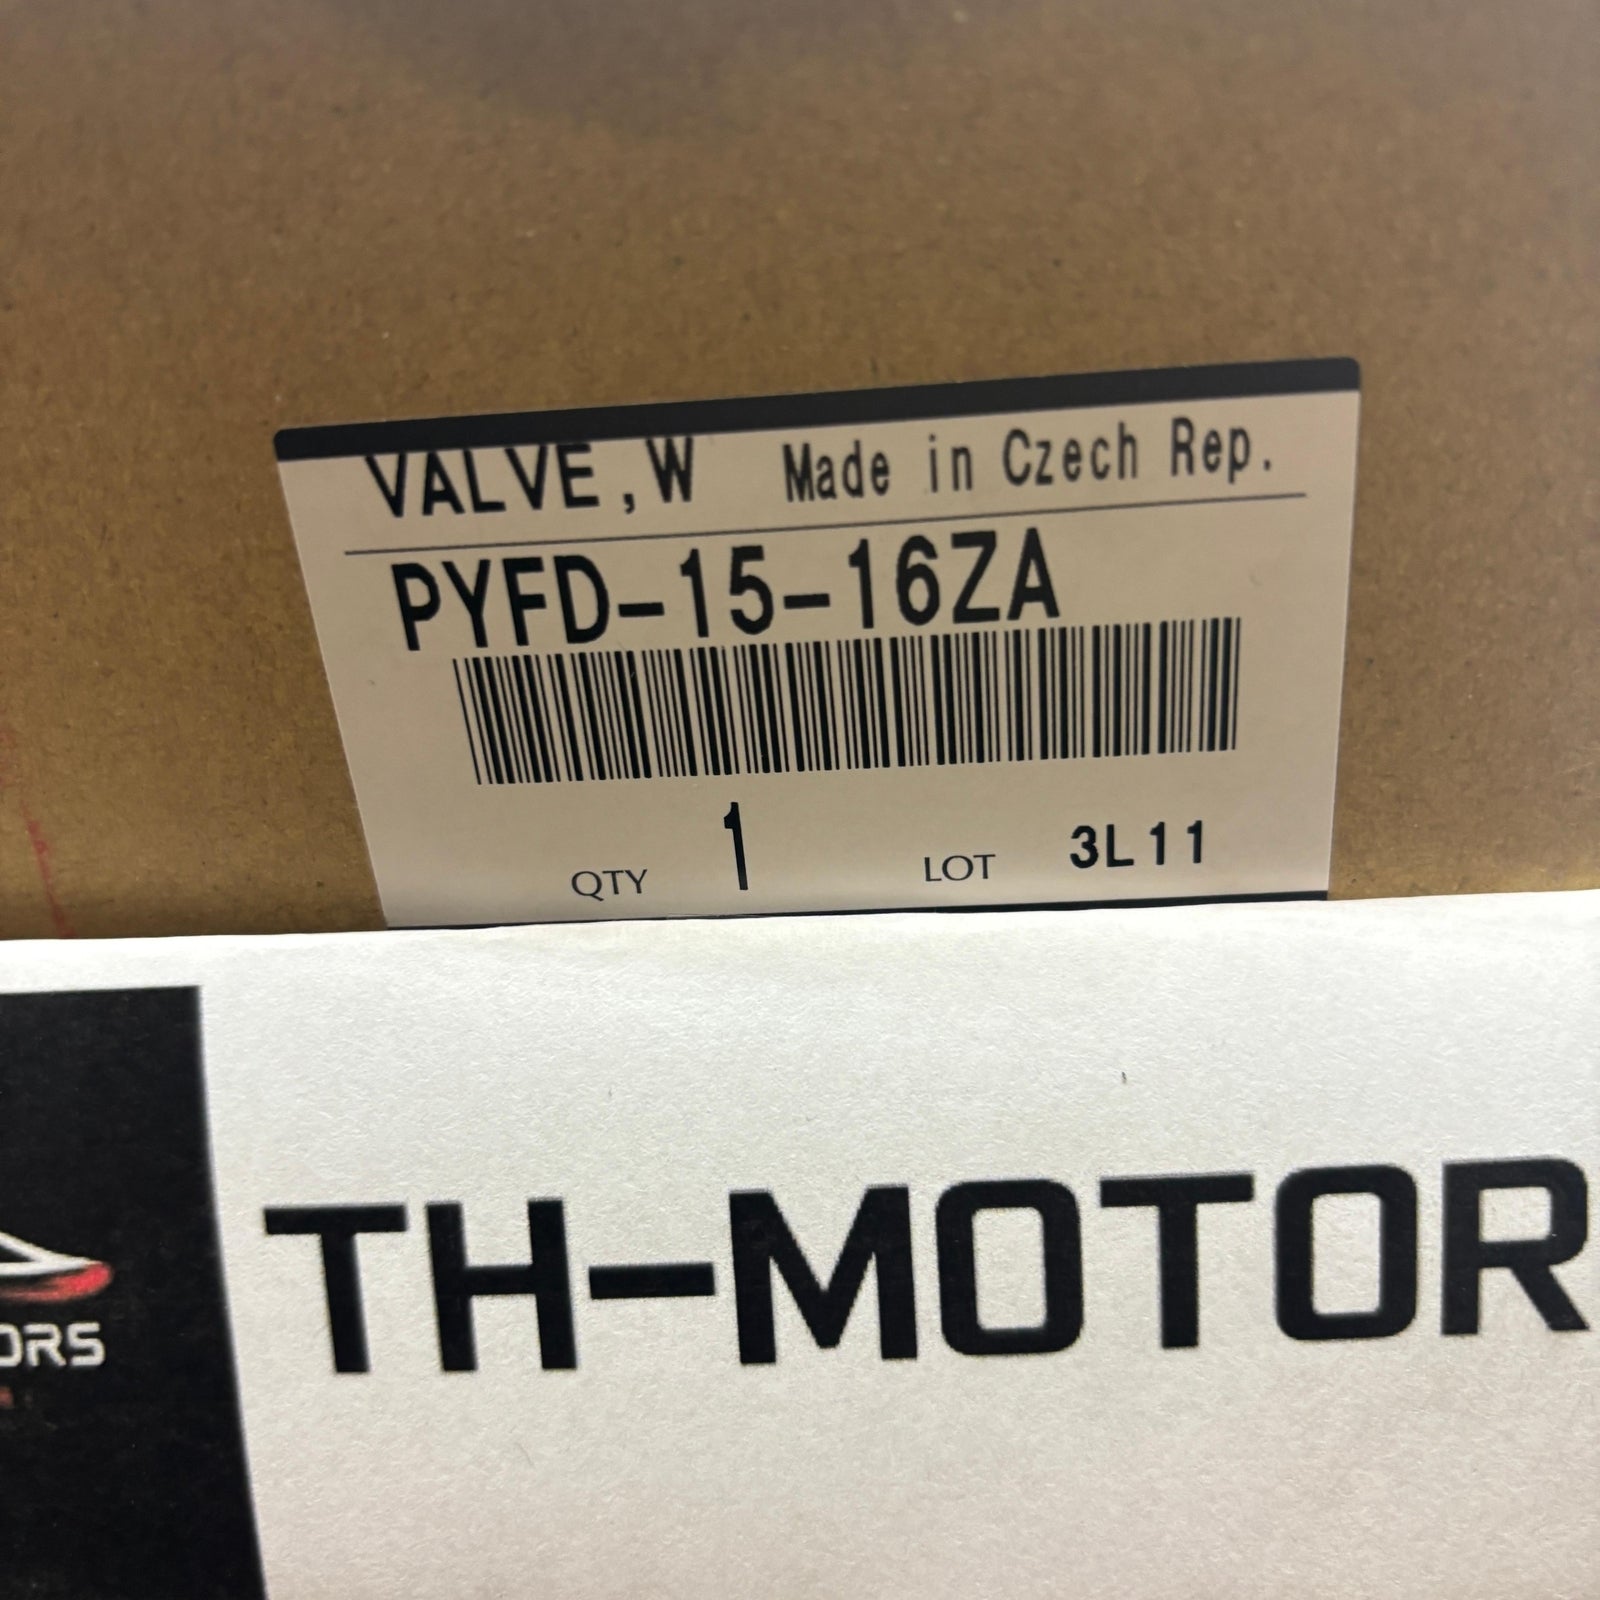 VALVE,W Made in Czech Rep.
PYFD-15-16ZA
QTY 1 LOT 3L11
TH-MOTOR
ORS